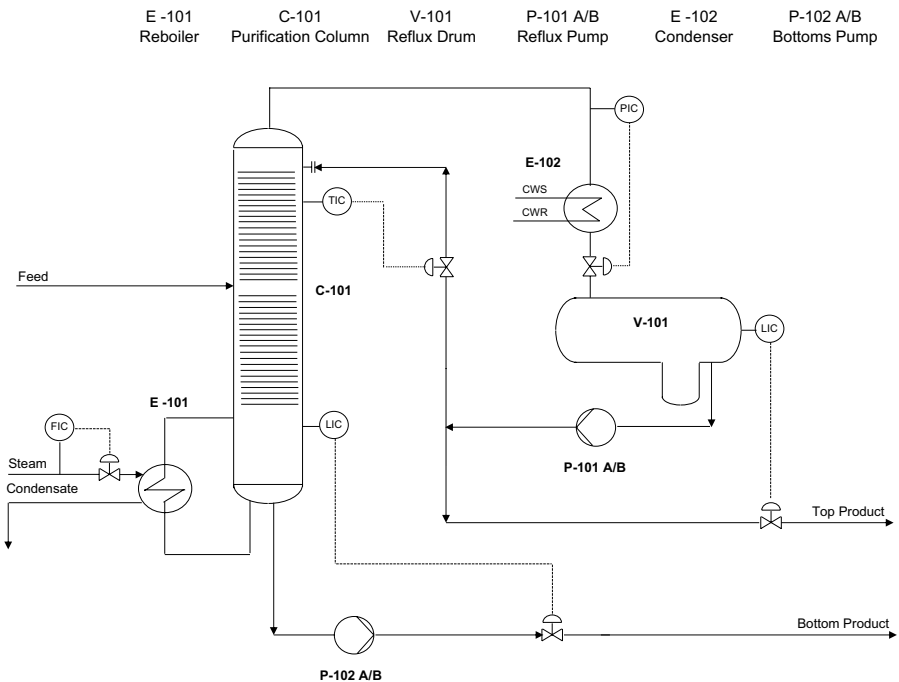 E -101 C-101 V-101 P-101 A/B E -102 P-102 A/B
Reboiler Purification Column Reflux Drum Reflux Pump Condenser Bottoms Pump
PIC
E-102
CWS
TIC
CWR
Feed
C-101
V-101
LIC
E -101
FIC
LIC
Steam
P-101 A/B
Condensate
Top Product
Bottom Product
P-102 A/B